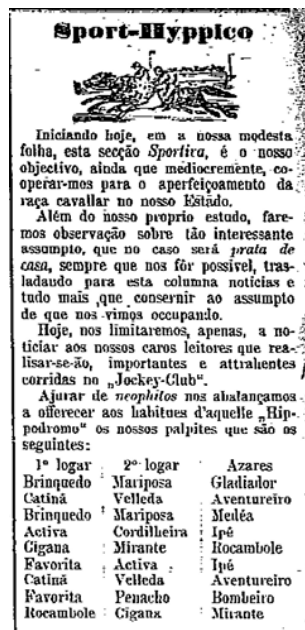 Sport-Hyppico
Iniciando hoje, em a nossa modesta
folha, esta secção Sportiva, é o nosso
objectivo, ainda que mediocremente, co-
operar-mos para o aperfeiçoamento da
raça cavallar no nosso Estado.
Além do nosso proprio estudo, fare-
mos observação sobre tão interessante
assumpto, que no caso será prata de
casa, sempre que nos fôr possivel, tras-
ladando para esta columna noticias e
tudo mais que consernir ao assumpto
de que nos vimos occupando.
Hoje, nos limitaremos, apenas, a no-
ticiar aos nossos caros leitores que rea-
lisar-se-ão, importantes e attrahentes
corridas no „Jockey-Club".
Ajurar de neophitos nos abalançamos
a offerecer aos habitues d'aquelle „Hip-
podromo" os nossos palpites que são os
seguintes:
1º logar 2º logar Azares
Brinquedo Mariposa Gladiador
Catinã Velleda Aventureiro
Brinquedo Mariposa Medéa
Activa Cordilheira Ipé
Cigana Mirante Rocambole
Favorita Activa Ipé
Catinã Velleda Aventureiro
Favorita Penacho Bombeiro
Rocambole Cigana Mirante